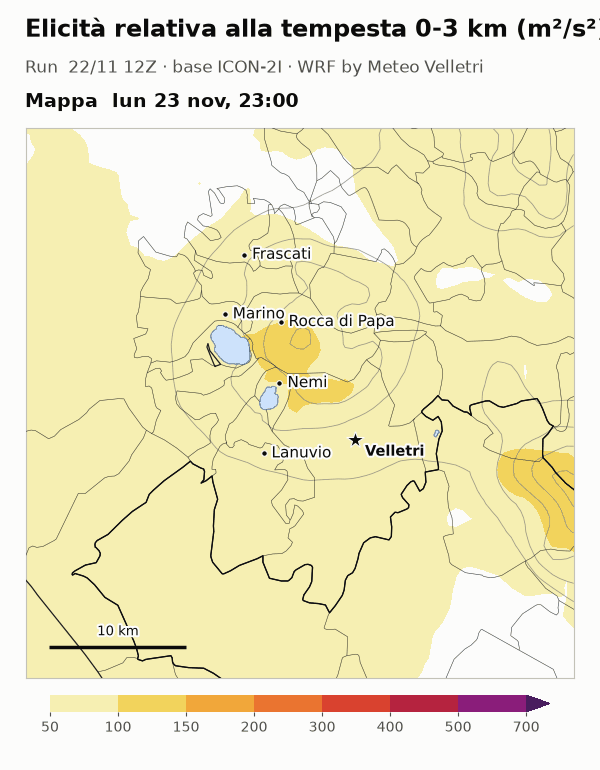 Elicità relativa alla tempesta 0-3 km (m²/s²)
Run  22/11 12Z · base ICON-2I · WRF by Meteo Velletri
Mappa  lun 23 nov, 23:00
Frascati
Marino
Rocca di Papa
Nemi
Velletri
Lanuvio
10 km
50 100 150 200 300 400 500 700